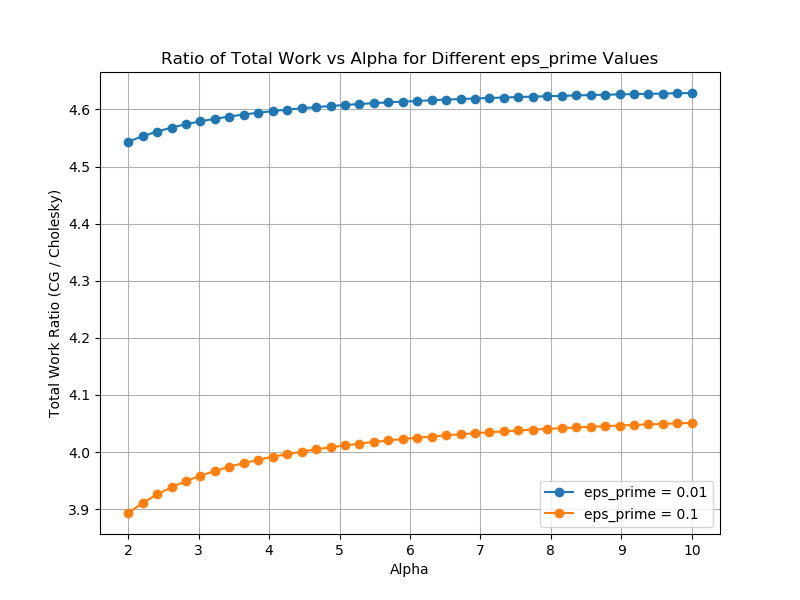 Ratio of Total Work vs Alpha for Different eps_prime Values
Total Work Ratio (CG / Cholesky)
4.6
4.5
4.4
4.3
4.2
4.1
4.0
3.9
eps_prime = 0.01
eps_prime = 0.1
2 3 4 5 6 7 8 9 10
Alpha